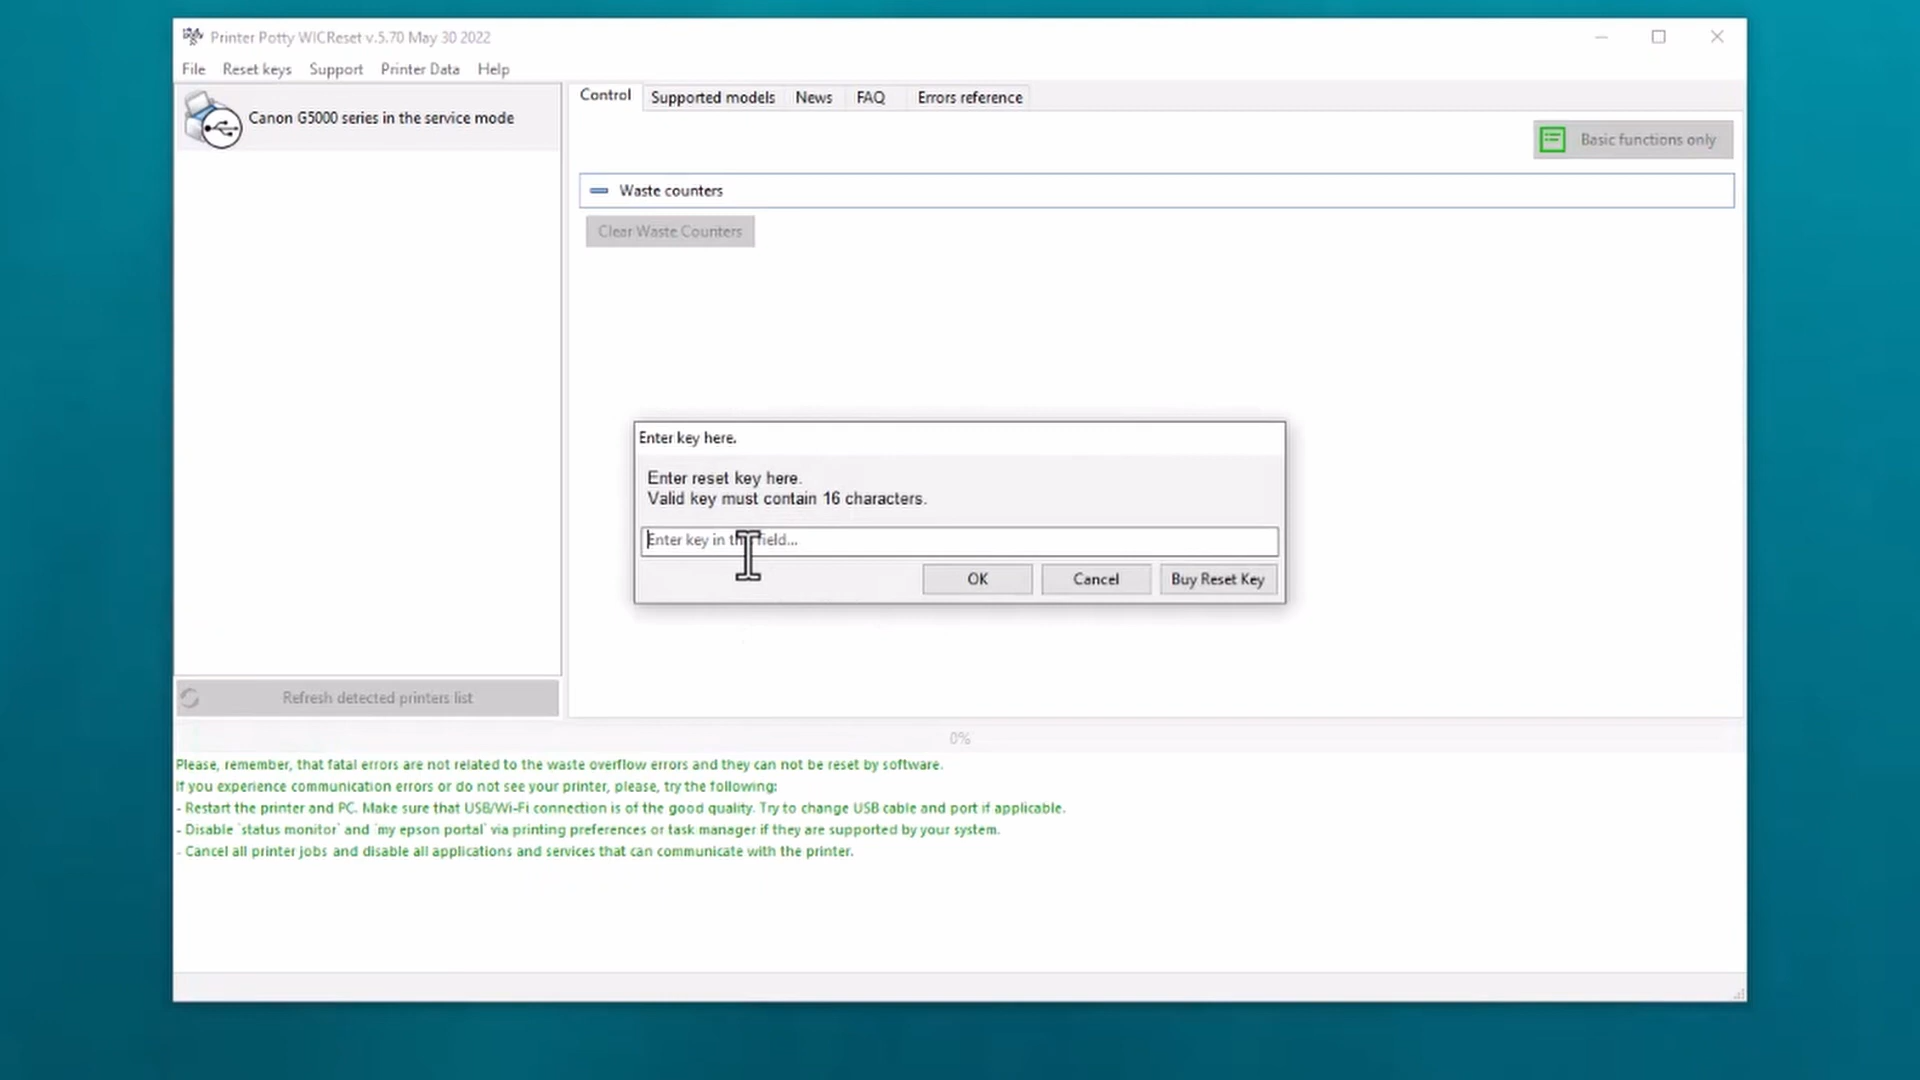 Printer Potty WICReset v.5.70 May 30 2022
File Reset keys Support Printer Data Help
Canon G5000 series in the service mode
Control Supported models News FAQ Errors reference
Basic functions only
Waste counters
Clear Waste Counters
Enter key here.
Enter reset key here.
Valid key must contain 16 characters.
Enter key in field...
OK Cancel Buy Reset Key
Refresh detected printers list
0%
Please, remember, that fatal errors are not related to the waste overflow errors and they can not be reset by software.
If you experience communication errors or do not see your printer, please, try the following:
- Restart the printer and PC. Make sure that USB/Wi-Fi connection is of the good quality. Try to change USB cable and port if applicable.
- Disable `status monitor` and `my epson portal` via printing preferences or task manager if they are supported by your system.
- Cancel all printer jobs and disable all applications and services that can communicate with the printer.